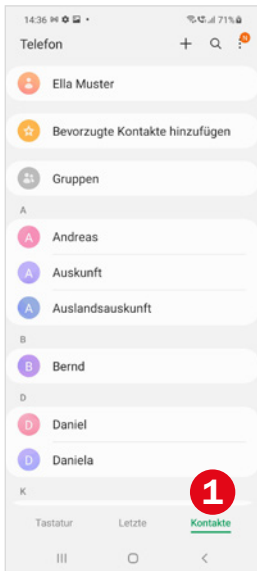 14:36 71%
Telefon
N
Ella Muster
Bevorzugte Kontakte hinzufügen
Gruppen
A
A Andreas
A Auskunft
A Auslandsauskunft
B
B Bernd
D
D Daniel
D Daniela
K
1
Tastatur Letzte Kontakte